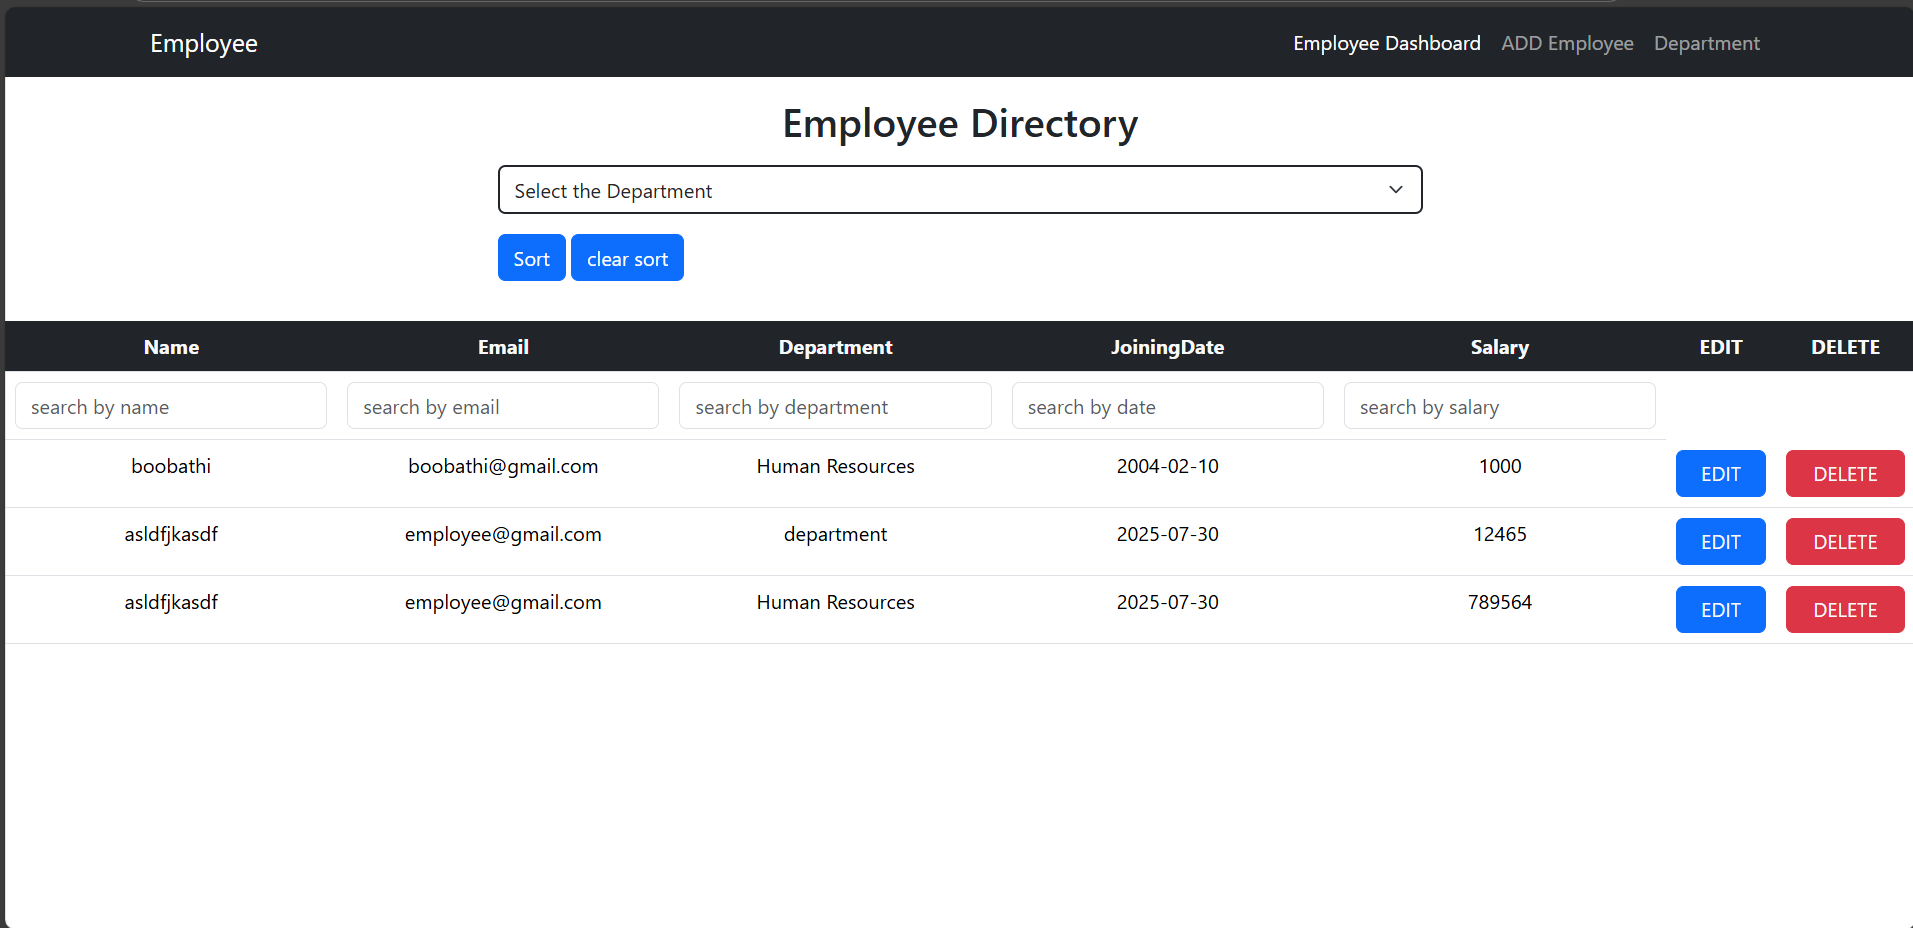 Employee
Employee Dashboard ADD Employee Department
Employee Directory
Select the Department
Sort clear sort
Name Email Department JoiningDate Salary EDIT DELETE
search by name search by email search by department search by date search by salary
boobathi boobathi@gmail.com Human Resources 2004-02-10 1000 EDIT DELETE
asldfjkasdf employee@gmail.com department 2025-07-30 12465 EDIT DELETE
asldfjkasdf employee@gmail.com Human Resources 2025-07-30 789564 EDIT DELETE